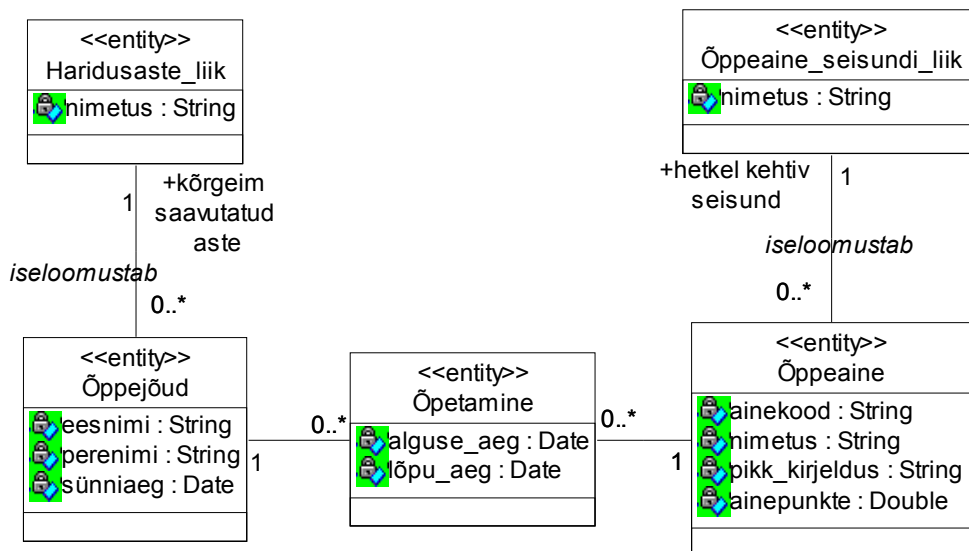 <<entity>>
Haridusaste_liik
nimetus : String
1
+kõrgeim
saavutatud
aste
iseloomustab
0..*
<<entity>>
Õppeaine_seisundi_liik
nimetus : String
+hetkel kehtiv
seisund
1
iseloomustab
0..*
<<entity>>
Õppejõud
eesnimi : String
perenimi : String
sünniaeg : Date
1
0..*
<<entity>>
Õpetamine
alguse_aeg : Date
lõpu_aeg : Date
0..*
1
<<entity>>
Õppeaine
ainekood : String
nimetus : String
pikk_kirjeldus : String
ainepunkte : Double